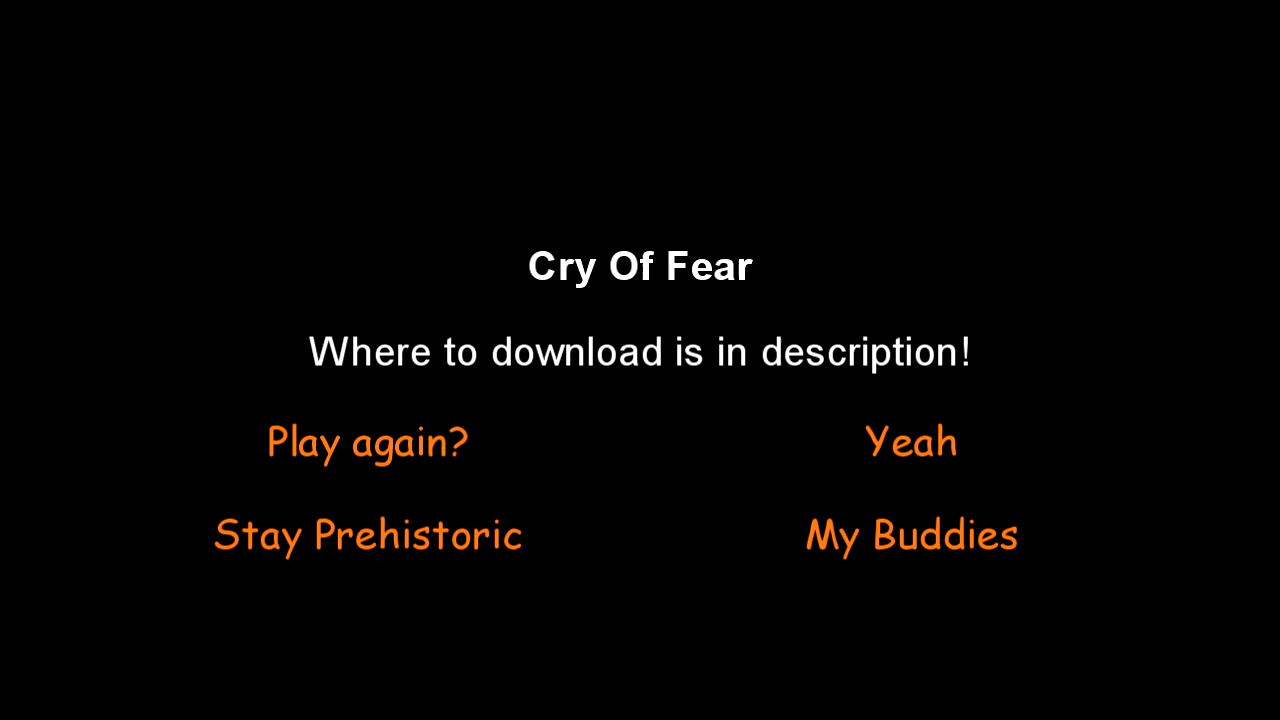 Cry Of Fear
Where to download is in description!
Play again? Yeah
Stay Prehistoric My Buddies